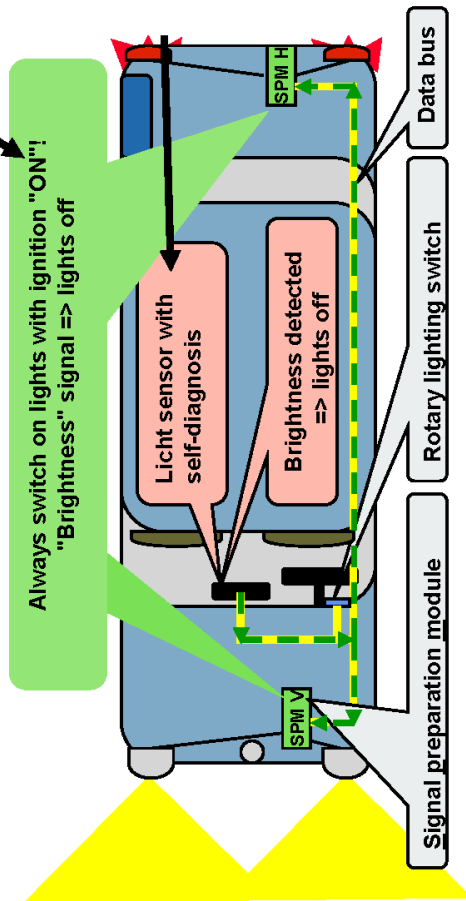 Always switch on lights with ignition "ON"!
"Brightness" signal => lights off
Licht sensor with
self-diagnosis
Brightness detected
=> lights off
SPM V
SPM H
Signal preparation module
Rotary lighting switch
Data bus